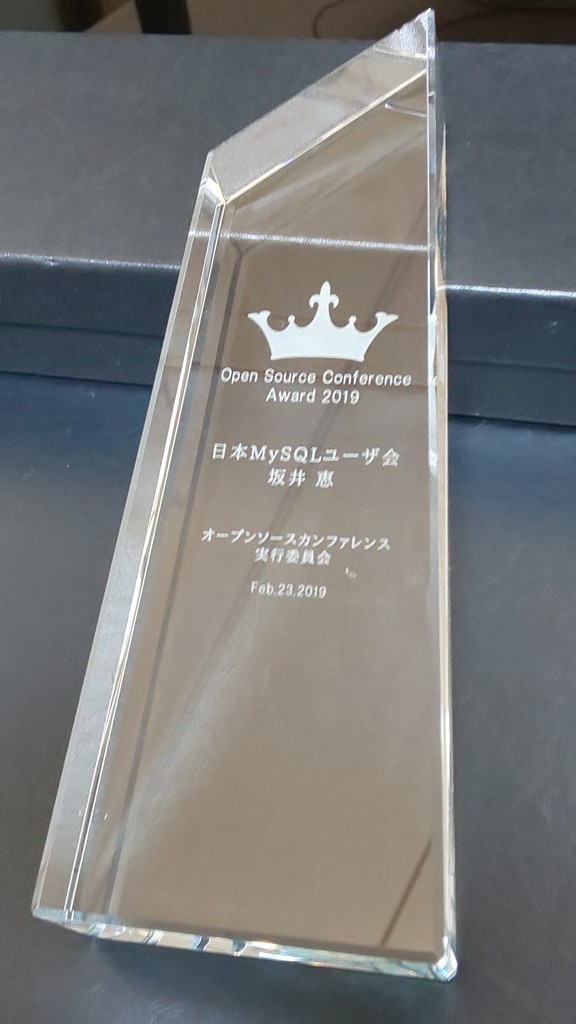 Open Source Conference
Award 2019
日本MySQLユーザ会
坂井 恵
オープンソースカンファレンス
実行委員会
Feb.23.2019